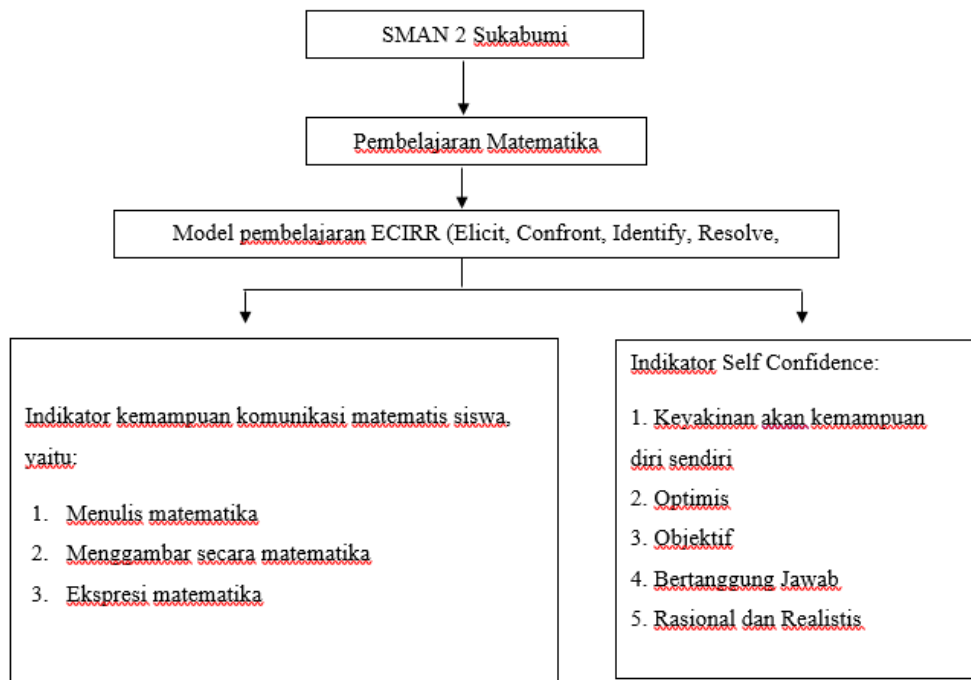 SMAN 2 Sukabumi
Pembelajaran Matematika
Model pembelajaran ECIRR (Elicit, Confront, Identify, Resolve,
Indikator kemampuan komunikasi matematis siswa,
yaitu:
1. Menulis matematika
2. Menggambar secara matematika
3. Ekspresi matematika
Indikator Self Confidence:
1. Keyakinan akan kemampuan
diri sendiri
2. Optimis
3. Objektif
4. Bertanggung Jawab
5. Rasional dan Realistis